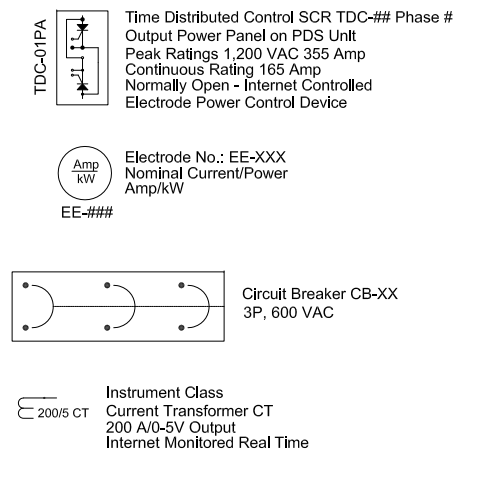 TDC-01PA
Time Distributed Control SCR TDC-## Phase #
Output Power Panel on PDS Unit
Peak Ratings 1,200 VAC 355 Amp
Continuous Rating 165 Amp
Normally Open - Internet Controlled
Electrode Power Control Device
Amp
kW
EE-###
Electrode No.: EE-XXX
Nominal Current/Power
Amp/kW
Circuit Breaker CB-XX
3P, 600 VAC
200/5 CT
Instrument Class
Current Transformer CT
200 A/0-5V Output
Internet Monitored Real Time